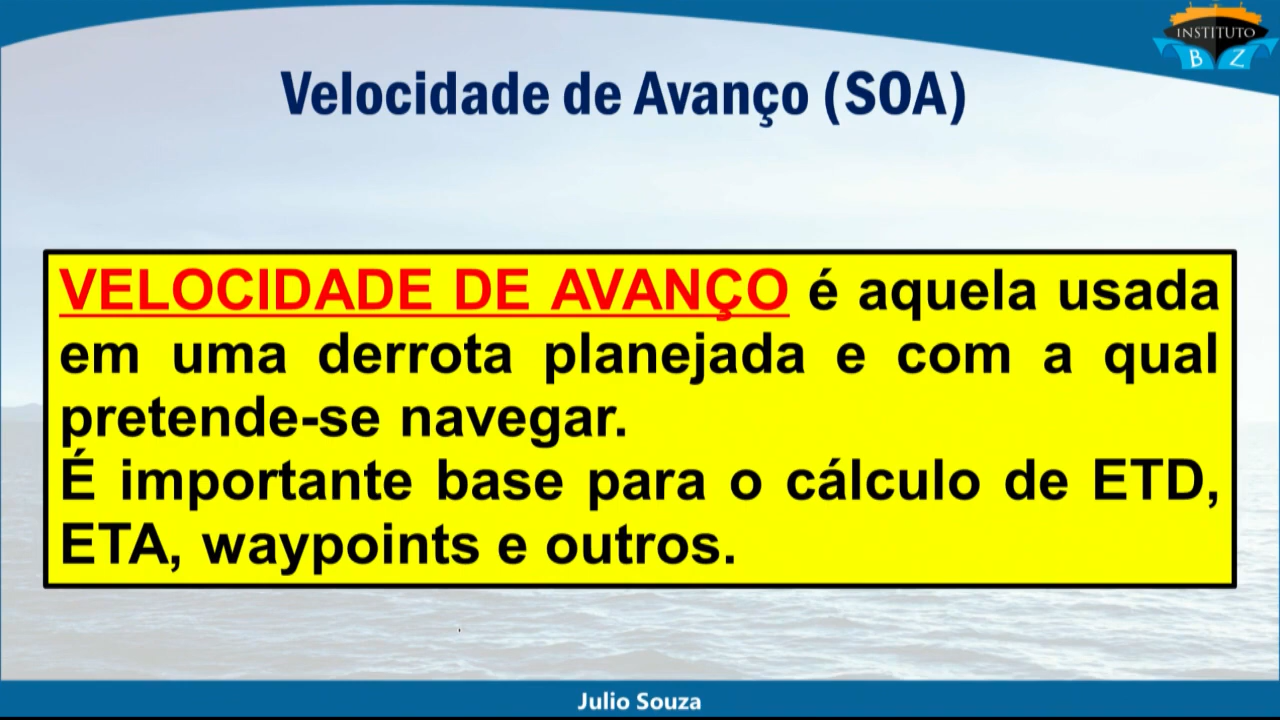 INSTITUTO
B Z
Velocidade de Avanço (SOA)
VELOCIDADE DE AVANÇO é aquela usada
em uma derrota planejada e com a qual
pretende-se navegar.
É importante base para o cálculo de ETD,
ETA, waypoints e outros.
Julio Souza